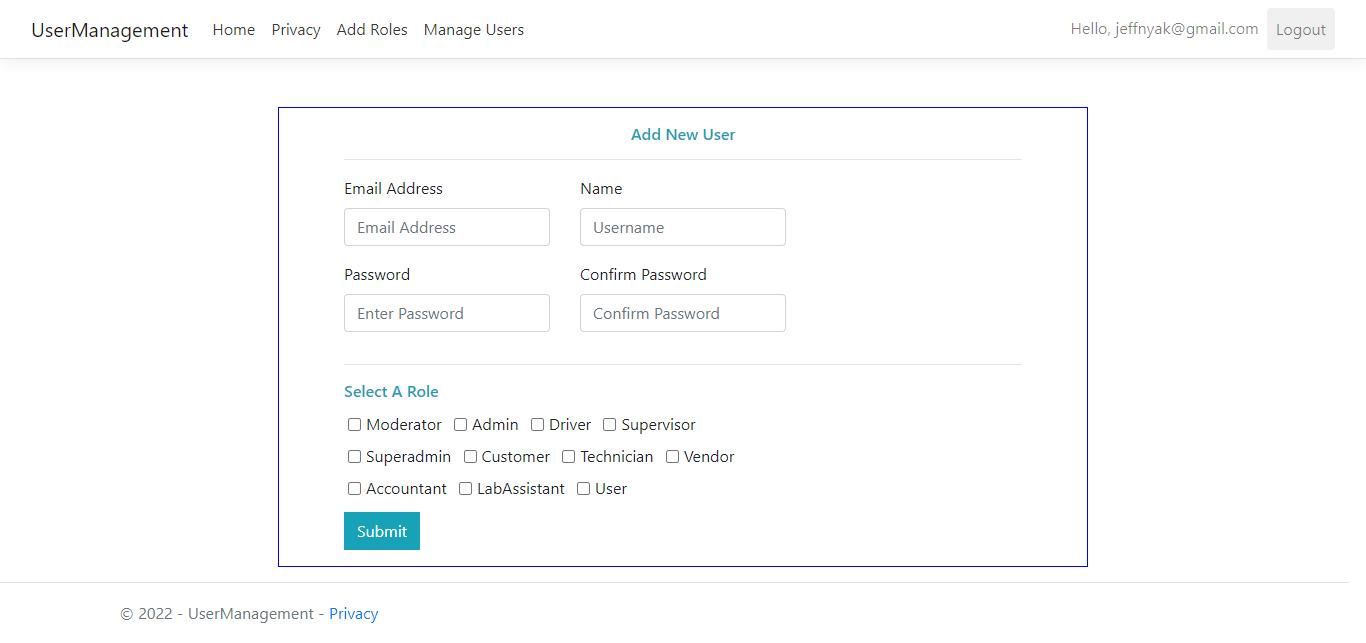 UserManagement Home Privacy Add Roles Manage Users Hello, jeffnyak@gmail.com Logout
Add New User
Email Address Name
Email Address Username
Password Confirm Password
Enter Password Confirm Password
Select A Role
Moderator Admin Driver Supervisor
Superadmin Customer Technician Vendor
Accountant LabAssistant User
Submit
© 2022 - UserManagement - Privacy